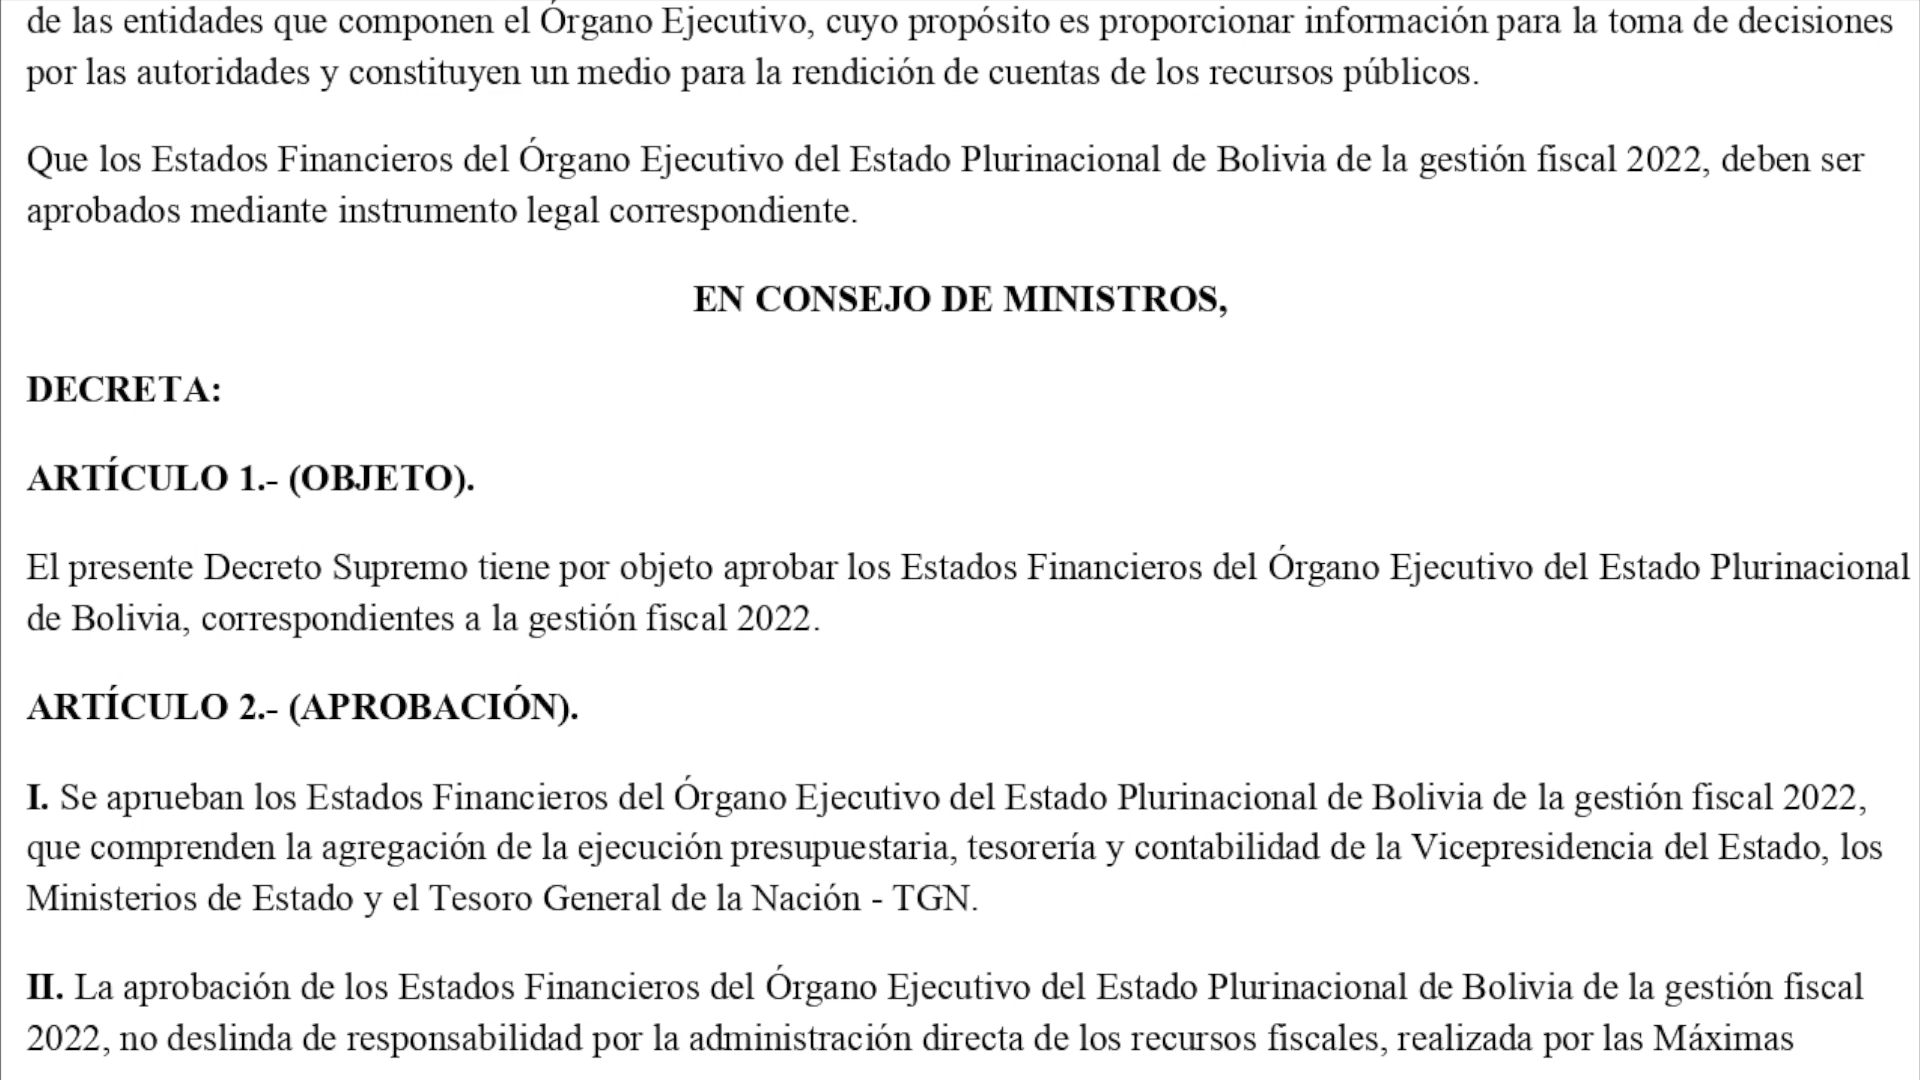 de las entidades que componen el Órgano Ejecutivo, cuyo propósito es proporcionar información para la toma de decisiones
por las autoridades y constituyen un medio para la rendición de cuentas de los recursos públicos.
Que los Estados Financieros del Órgano Ejecutivo del Estado Plurinacional de Bolivia de la gestión fiscal 2022, deben ser
aprobados mediante instrumento legal correspondiente.
EN CONSEJO DE MINISTROS,
DECRETA:
ARTÍCULO 1.- (OBJETO).
El presente Decreto Supremo tiene por objeto aprobar los Estados Financieros del Órgano Ejecutivo del Estado Plurinacional
de Bolivia, correspondientes a la gestión fiscal 2022.
ARTÍCULO 2.- (APROBACIÓN).
I. Se aprueban los Estados Financieros del Órgano Ejecutivo del Estado Plurinacional de Bolivia de la gestión fiscal 2022,
que comprenden la agregación de la ejecución presupuestaria, tesorería y contabilidad de la Vicepresidencia del Estado, los
Ministerios de Estado y el Tesoro General de la Nación - TGN.
II. La aprobación de los Estados Financieros del Órgano Ejecutivo del Estado Plurinacional de Bolivia de la gestión fiscal
2022, no deslinda de responsabilidad por la administración directa de los recursos fiscales, realizada por las Máximas